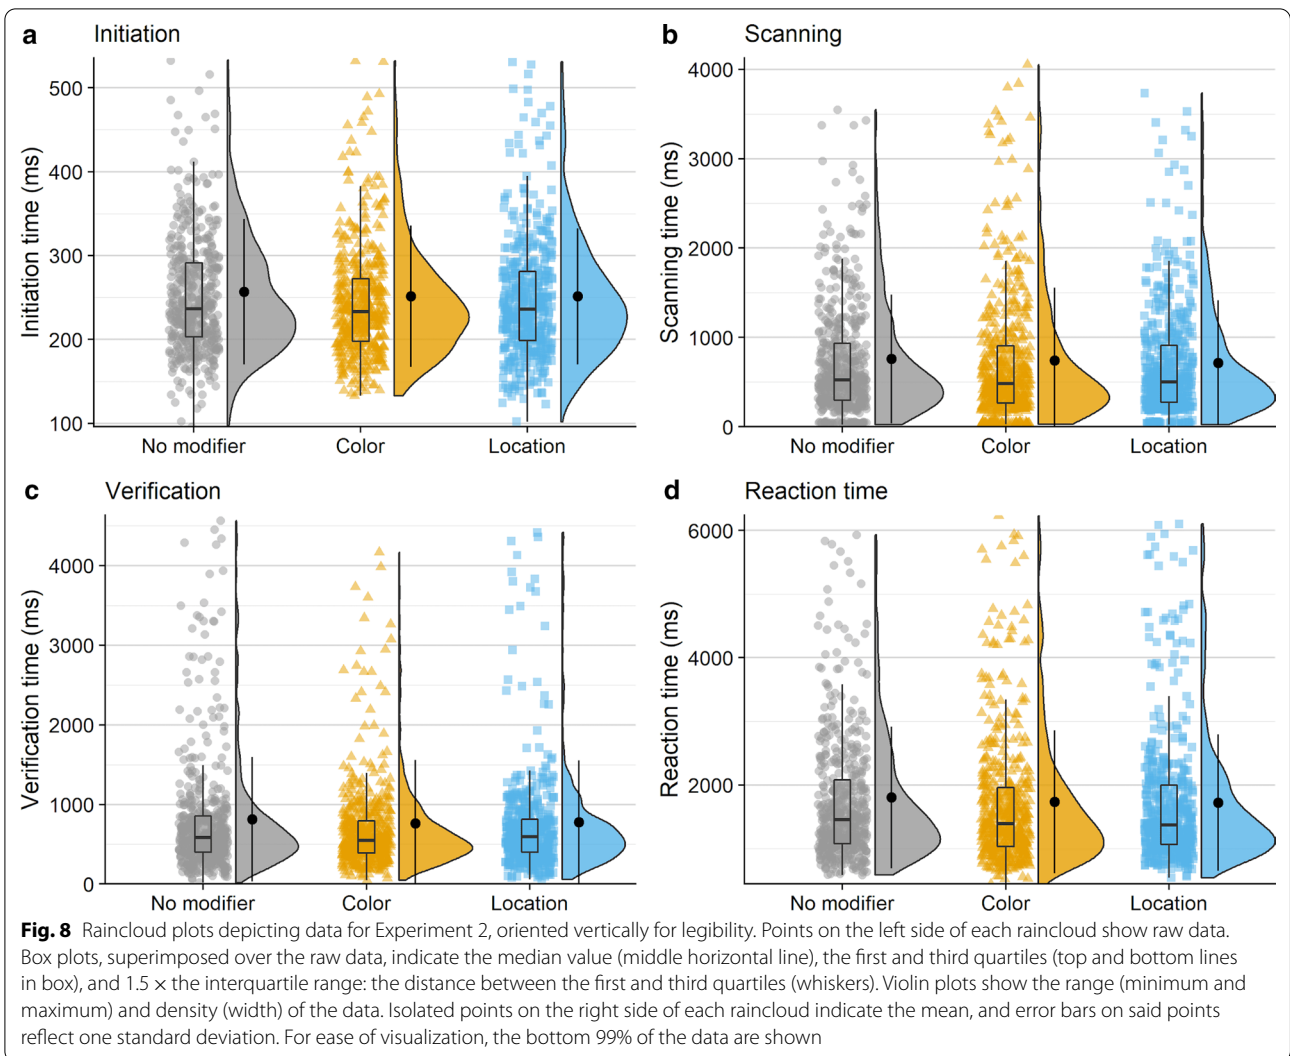 a Initiation
Initiation time (ms)
500
400
300
200
100
No modifier Color Location
b Scanning
Scanning time (ms)
4000
3000
2000
1000
0
No modifier Color Location
c Verification
Verification time (ms)
4000
3000
2000
1000
0
No modifier Color Location
d Reaction time
Reaction time (ms)
6000
4000
2000
No modifier Color Location
Fig. 8 Raincloud plots depicting data for Experiment 2, oriented vertically for legibility. Points on the left side of each raincloud show raw data.
Box plots, superimposed over the raw data, indicate the median value (middle horizontal line), the first and third quartiles (top and bottom lines
in box), and 1.5 × the interquartile range: the distance between the first and third quartiles (whiskers). Violin plots show the range (minimum and
maximum) and density (width) of the data. Isolated points on the right side of each raincloud indicate the mean, and error bars on said points
reflect one standard deviation. For ease of visualization, the bottom 99% of the data are shown